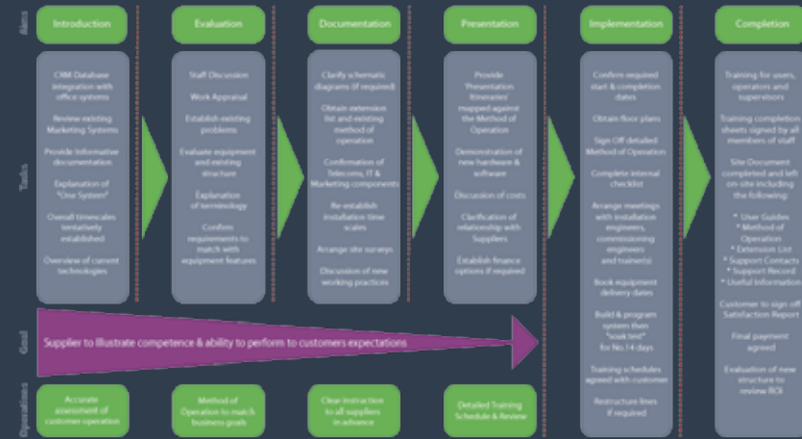 Aims
Introduction
Evaluation
Documentation
Presentation
Implementation
Completion
Tasks
CRM Database
integration with
office systems
Review existing
Marketing Systems
Provide Informative
documentation
Explanation of
"One System"
Overall timescales
tentatively
established
Overview of current
technologies
Staff Discussion
Work Appraisal
Establish existing
problems
Evaluate equipment
and existing
structure
Explanation
of terminology
Confirm
requirements to
match with
equipment features
Clarify schematic
diagrams (if required)
Obtain extension
list and existing
method of
operation
Confirmation of
Telecoms, IT &
Marketing components
Re-establish
installation time
scales
Arrange site surveys
Discussion of new
working practices
Provide
'Presentation
Itineraries'
mapped against
the Method of
Operation
Demonstration of
new hardware &
software
Discussion of costs
Clarification of
relationship with
Suppliers
Establish finance
options if required
Confirm required
start & completion
dates
Obtain floor plans
Sign Off detailed
Method of Operation
Complete internal
checklist
Arrange meetings
with installation
engineers,
commissioning
engineers
and train(s)
Book equipment
delivery dates
Build & program
system then
"soak test"
for No.14 days
Training schedules
agreed with customer
Restructure lines
if required
Training for users,
operators and
supervisors
Training completion
sheets signed by all
members of staff
Site Document
completed and left
on-site including
the following:
* User Guides
* Method of
Operation
* Extension List
* Support Contacts
* Support Record
* Useful Information
Customer to sign off
Satisfaction Report
Final payment
agreed
Evaluation of new
structure to
review ROI
Goal
Supplier to Illustrate competence & ability to perform to customers expectations
Operations
Accurate
assessment of
customer operation
Method of
Operation to match
business goals
Clear instruction
to all suppliers
in advance
Detailed Training
Schedule & Review